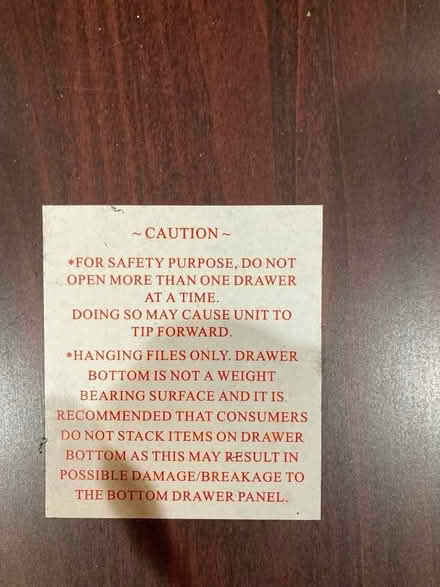 ~ CAUTION ~
*FOR SAFETY PURPOSE, DO NOT
OPEN MORE THAN ONE DRAWER
AT A TIME.
DOING SO MAY CAUSE UNIT TO
TIP FORWARD.
*HANGING FILES ONLY. DRAWER
BOTTOM IS NOT A WEIGHT
BEARING SURFACE AND IT IS
RECOMMENDED THAT CONSUMERS
DO NOT STACK ITEMS ON DRAWER
BOTTOM AS THIS MAY RESULT IN
POSSIBLE DAMAGE/BREAKAGE TO
THE BOTTOM DRAWER PANEL.